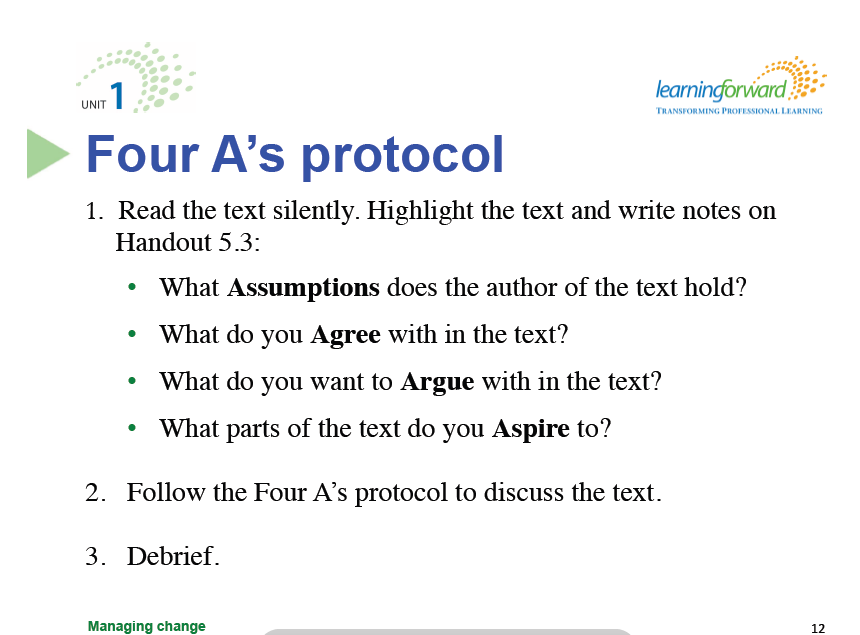 UNIT 1
learningforward
TRANSFORMING PROFESSIONAL LEARNING
Four A’s protocol
1. Read the text silently. Highlight the text and write notes on
Handout 5.3:
• What Assumptions does the author of the text hold?
• What do you Agree with in the text?
• What do you want to Argue with in the text?
• What parts of the text do you Aspire to?
2. Follow the Four A’s protocol to discuss the text.
3. Debrief.
Managing change
12